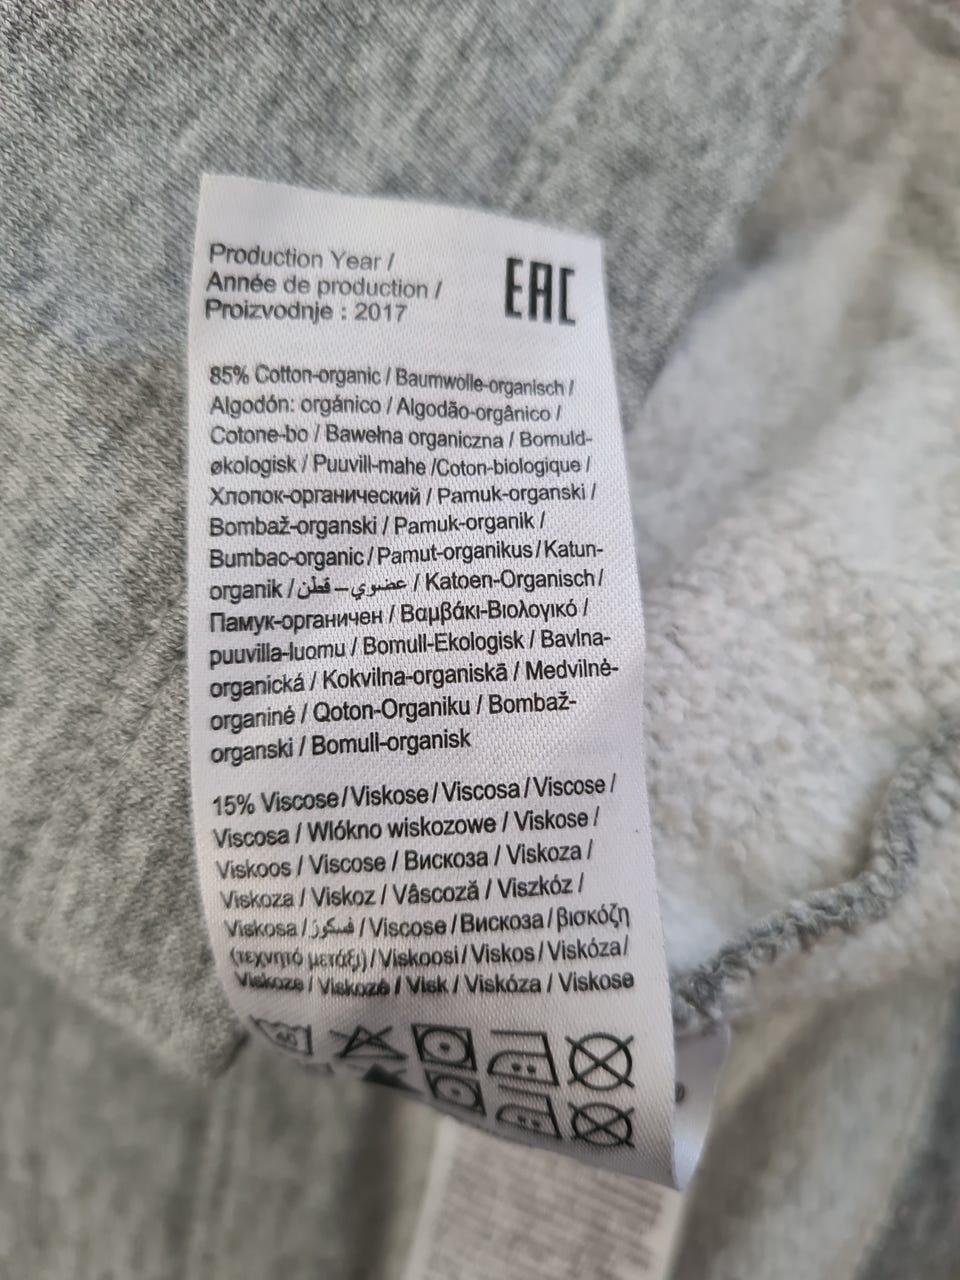 Production Year /
Année de production /
Proizvodnje : 2017
EAC
85% Cotton-organic / Baumwolle-organisch /
Algodón: orgánico / Algodão-orgânico /
Cotone-bo / Bawełna organiczna / Bomuld-
økologisk / Puuvill-mahe /Coton-biologique /
Хлопок-органический / Pamuk-organski /
Bombaž-organski / Pamuk-organik /
Bumbac-organic / Pamut-organikus / Katun-
organik / عضوي – قطن / Katoen-Organisch /
Памук-органичен / Βαμβάκι-Βιολογικό /
puuvilla-luomu / Bomull-Ekologisk / Bavlna-
organická / Kokvilna-organiskā / Medvilnė-
organinė / Qoton-Organiku / Bombaž-
organski / Bomull-organisk
15% Viscose / Viskose / Viscosa / Viscose /
Viscosa / Wlókno wiskozowe / Viskose /
Viskoos / Viscose / Вискоза / Viskoza /
Viskoza / Viskoz / Vâscoză / Viszkóz /
Viskosa / فسكوز / Viscose / Вискоза / βισκόζη
(τεχνητό μετάξι) / Viskoosi / Viskos / Viskóza /
Viskoze / Viskozė / Visk / Viskóza / Viskose